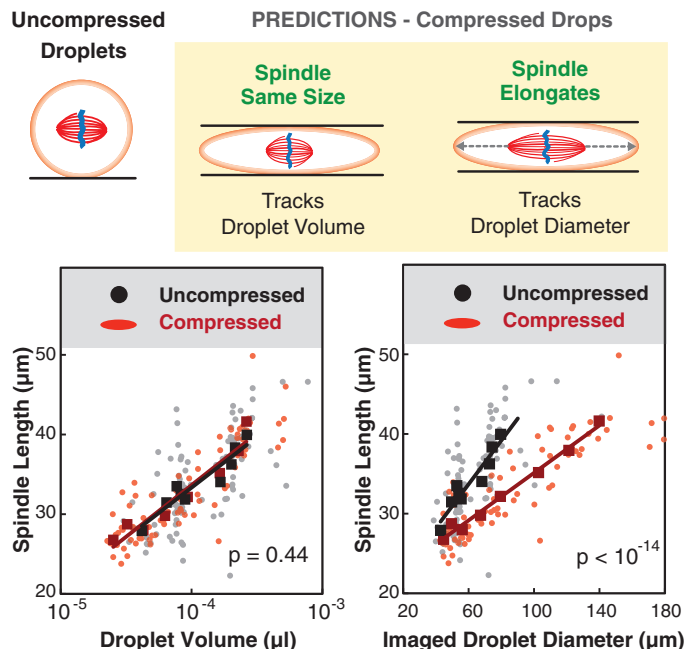 Uncompressed
Droplets
PREDICTIONS - Compressed Drops
Spindle
Same Size
Spindle
Elongates
Tracks
Droplet Volume
Tracks
Droplet Diameter
Uncompressed
Compressed
Spindle Length (µm)
50
40
30
20
p = 0.44
10⁻⁵
10⁻⁴
10⁻³
Droplet Volume (µl)
Uncompressed
Compressed
Spindle Length (µm)
50
40
30
20
p < 10⁻¹⁴
20
60
100
140
180
Imaged Droplet Diameter (µm)